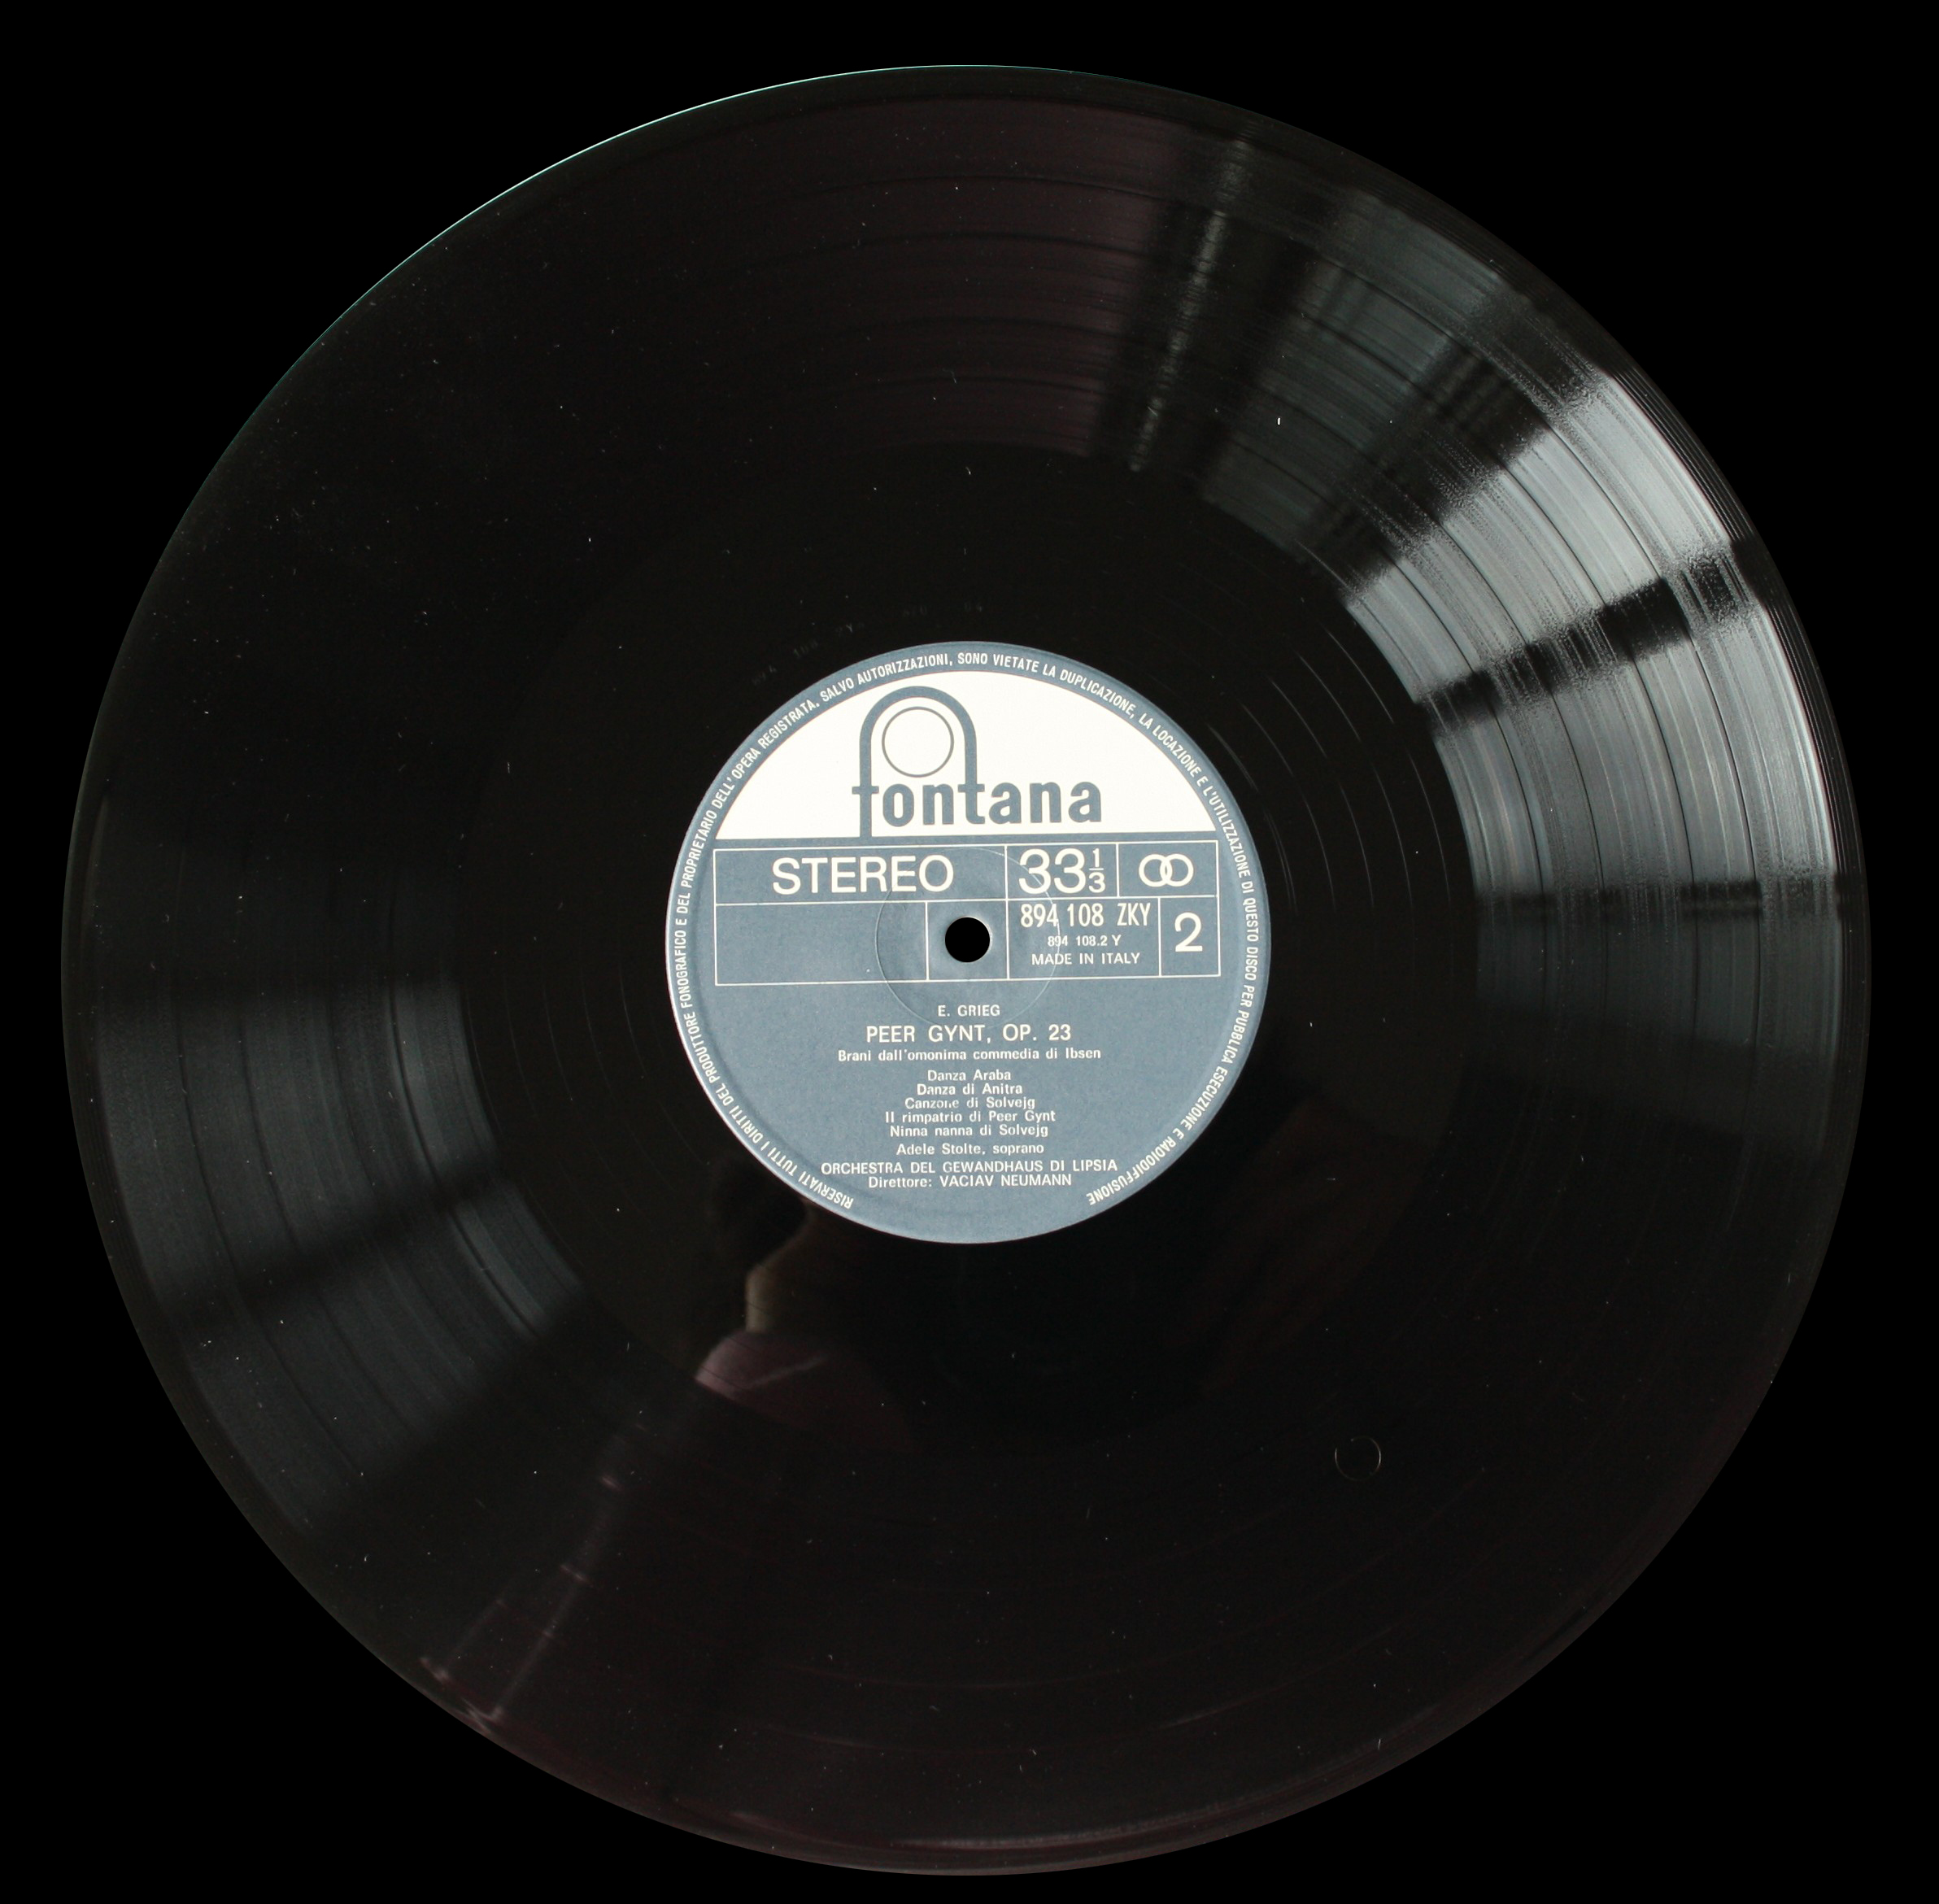 RISERVATI TUTTI I DIRITTI DEL PRODUTTORE FONOGRAFICO E DEL PROPRIETARIO DELL'OPERA REGISTRATA. SALVO AUTORIZZAZIONI, SONO VIETATE LA DUPLICAZIONE, LA LOCAZIONE E L'UTILIZZAZIONE DI QUESTO DISCO PER PUBBLICA ESECUZIONE E RADIODIFFUSIONE
fontana
STEREO
33 1/3
894 108 ZKY
894 108.2 Y
MADE IN ITALY
2
E. GRIEG
PEER GYNT, OP. 23
Brani dall'omonima commedia di Ibsen
Danza Araba
Danza di Anitra
Canzone di Solvejg
Il rimpatrio di Peer Gynt
Ninna nanna di Solvejg
Adele Stolte, soprano
ORCHESTRA DEL GEWANDHAUS DI LIPSIA
Direttore: VACIAV NEUMANN